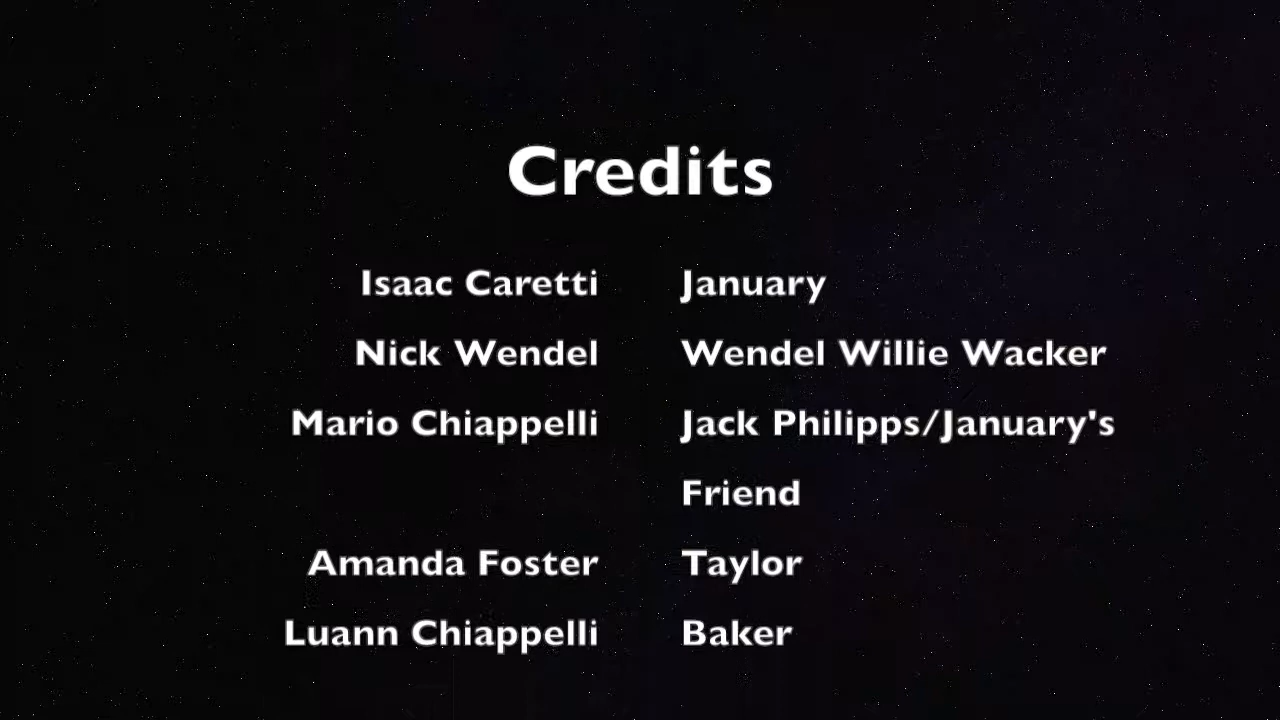 Credits
Isaac Caretti January
Nick Wendel Wendel Willie Wacker
Mario Chiappelli Jack Philipps/January's
Friend
Amanda Foster Taylor
Luann Chiappelli Baker